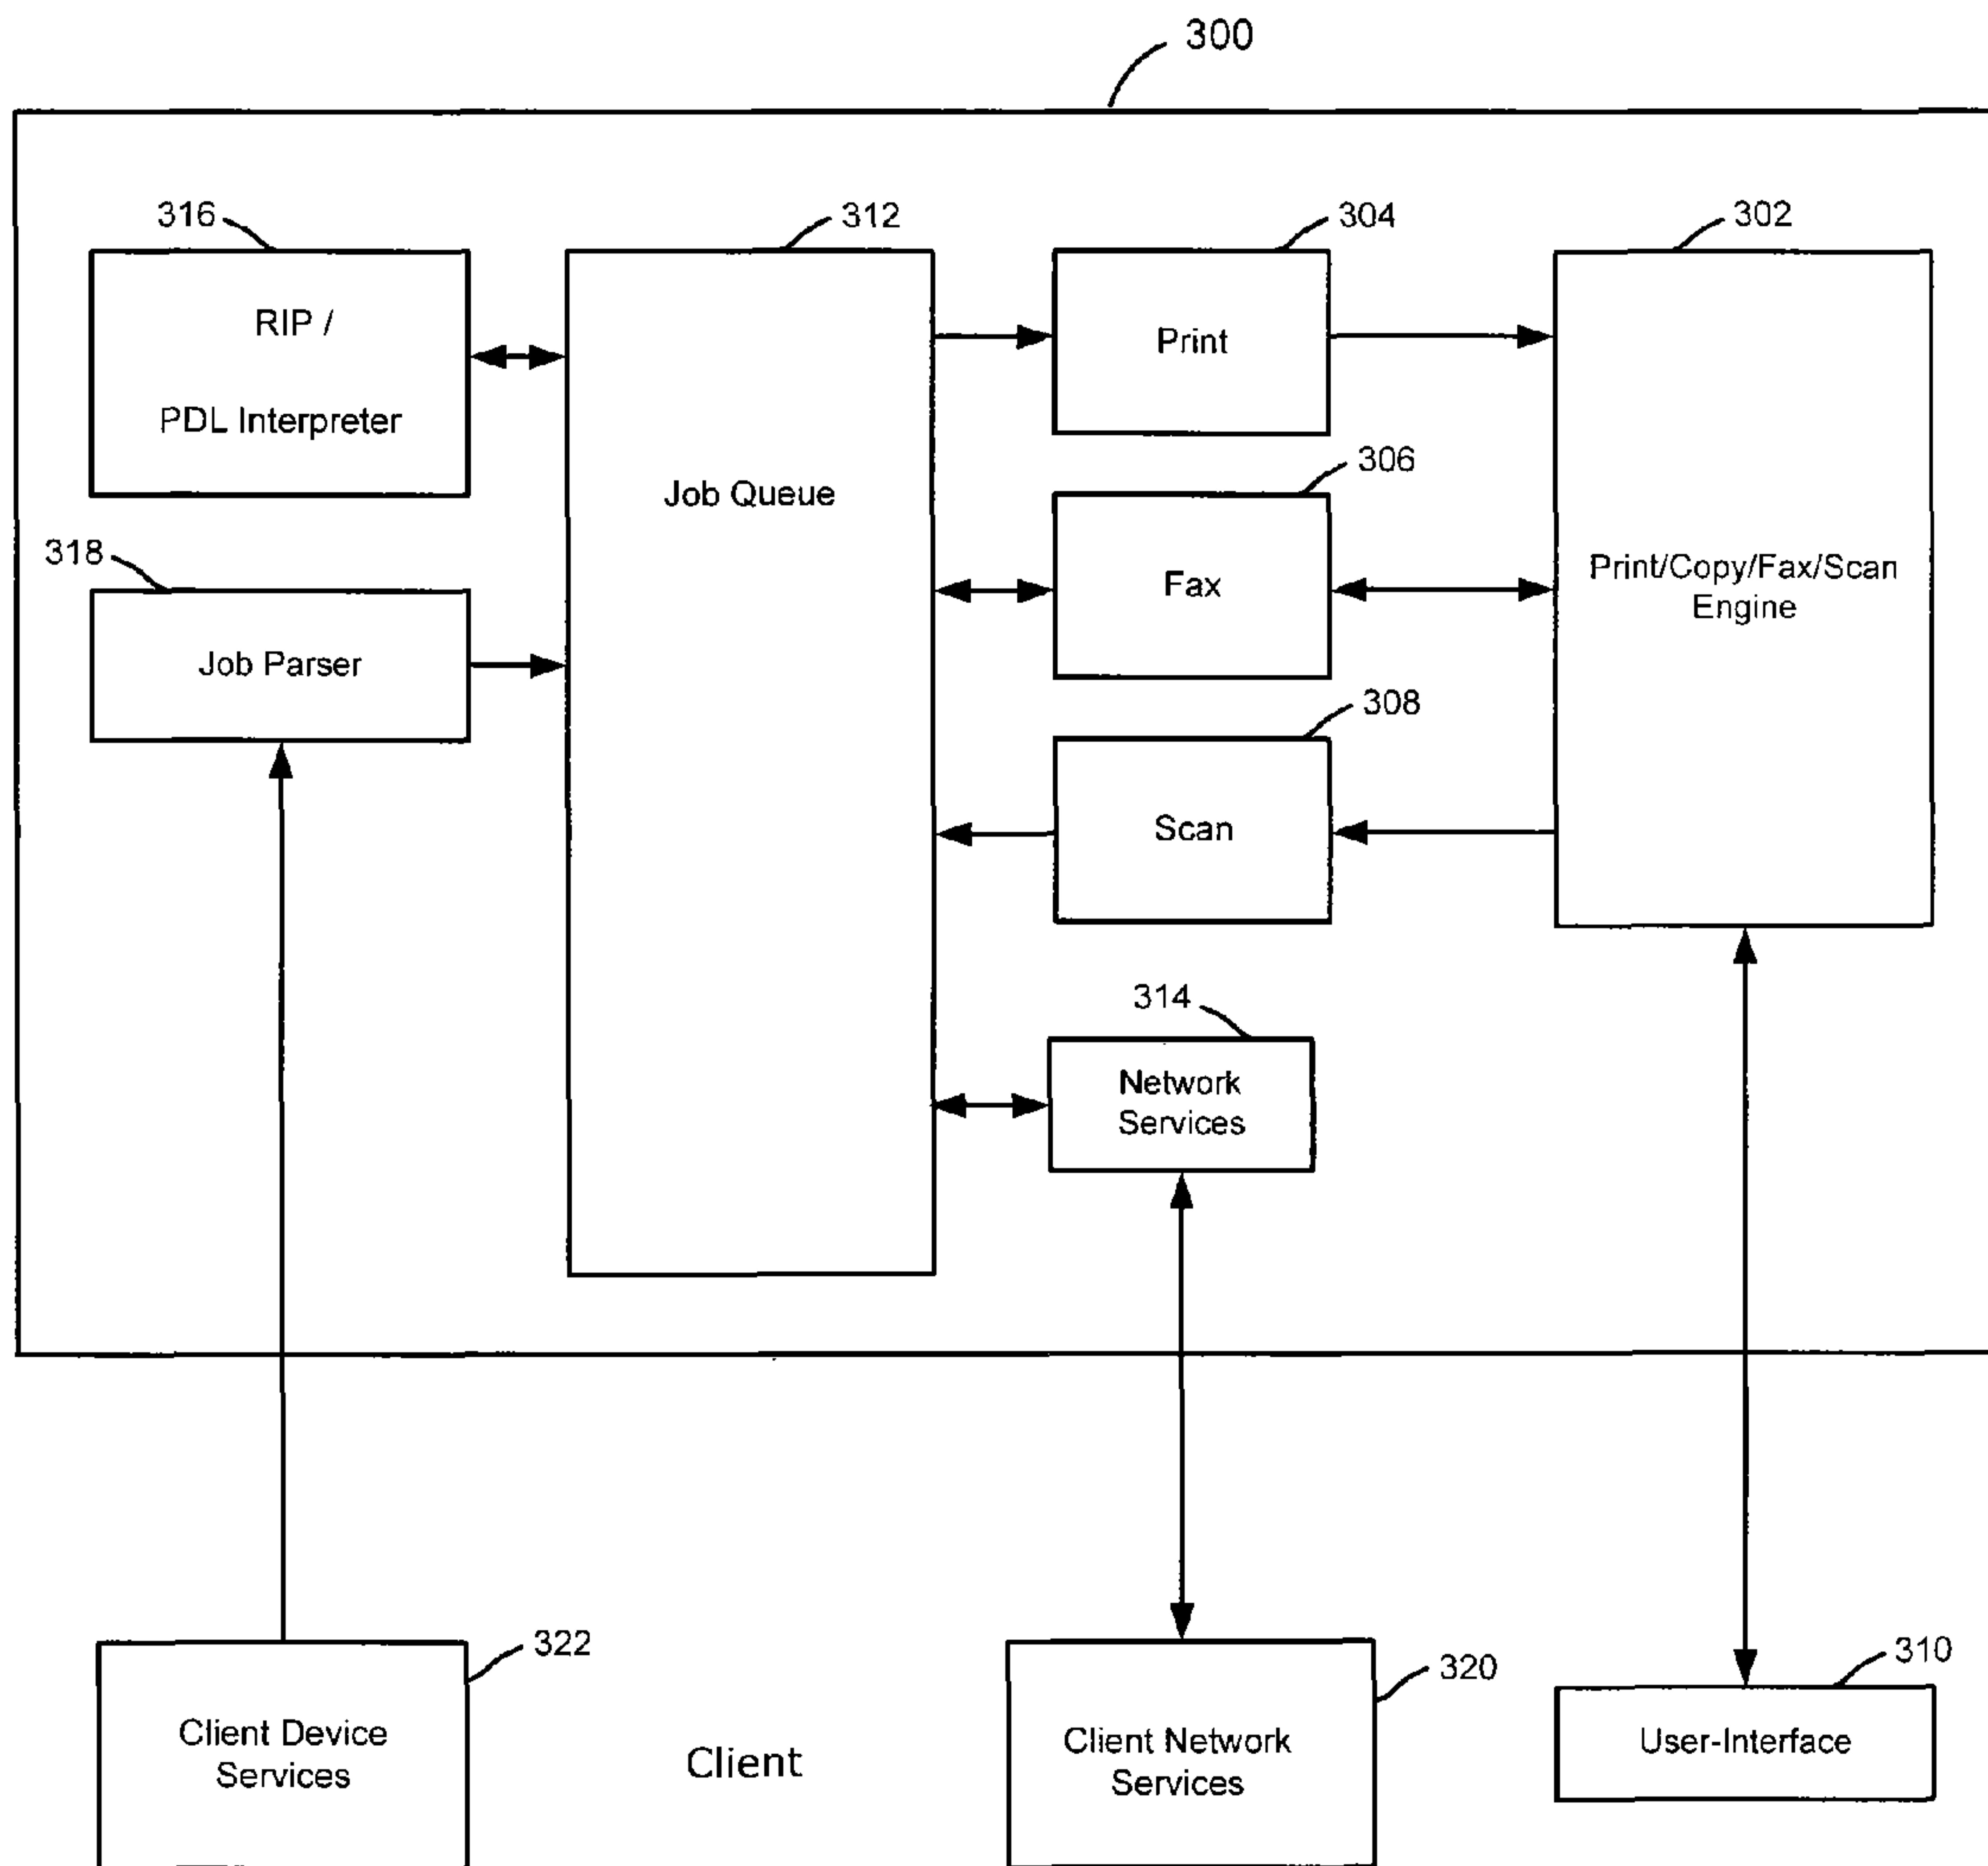 300
316
312
304
302
RIP /
PDL Interpreter
Job Queue
Print
306
318
Job Parser
Fax
Print/Copy/Fax/Scan
Engine
308
Scan
314
Network
Services
322
320
310
Client Device
Services
Client
Client Network
Services
User-Interface